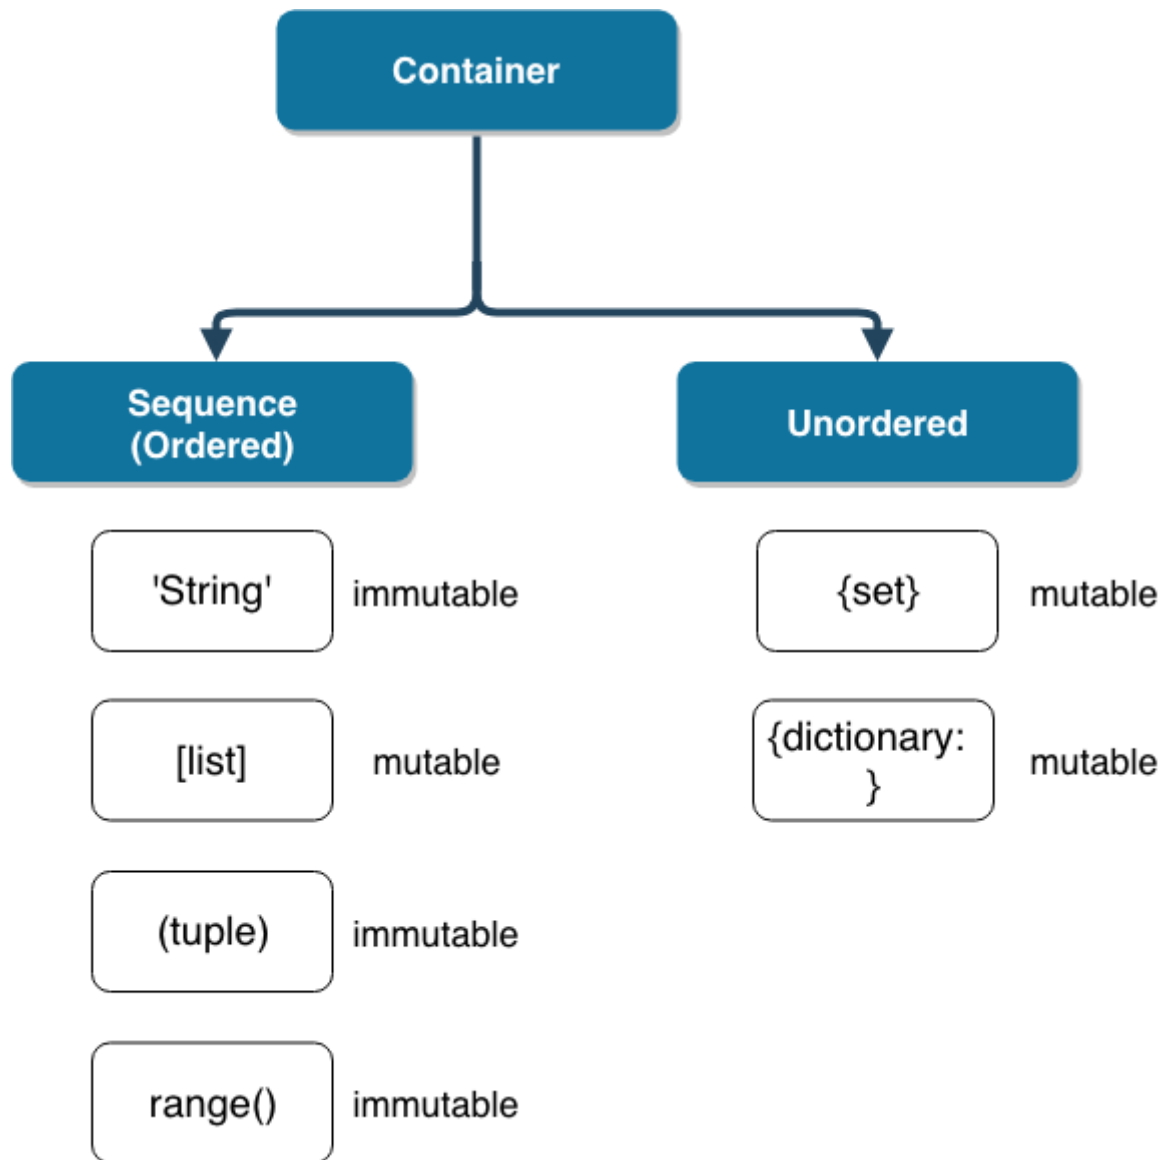 Container
Sequence
(Ordered)
Unordered
'String'
immutable
{set}
mutable
[list]
mutable
{dictionary:
}
mutable
(tuple)
immutable
range()
immutable